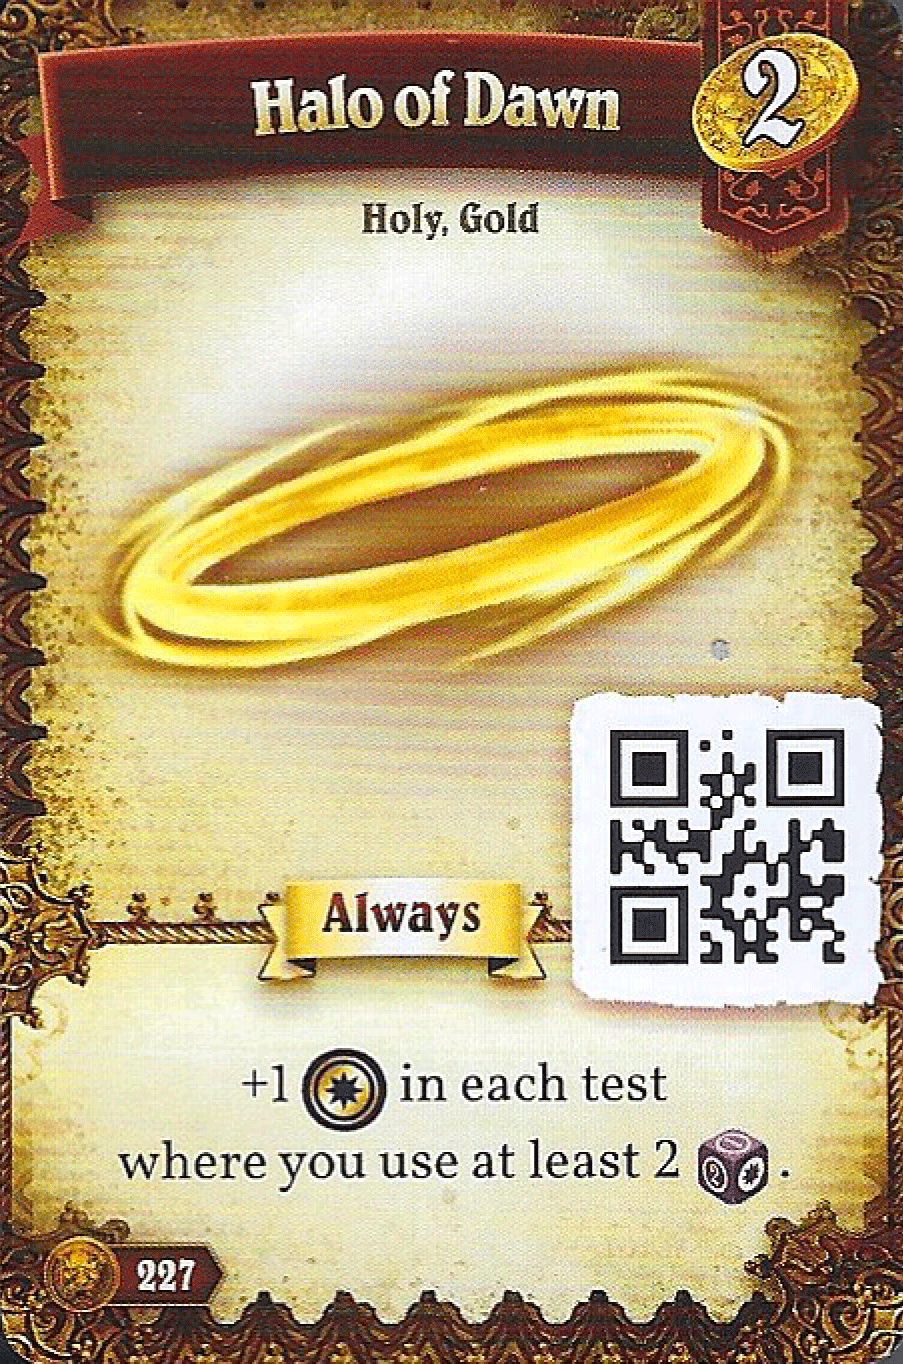 Halo of Dawn
2
Holy, Gold
Always
+1 in each test
where you use at least 2 .
227